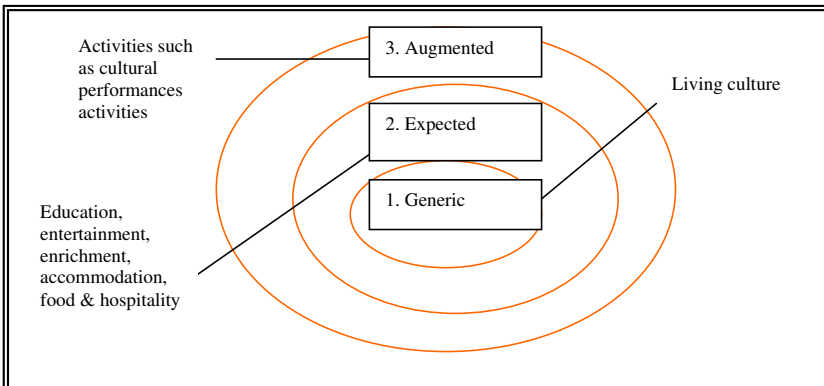 Activities such
as cultural
performances
activities
3. Augmented
Living culture
2. Expected
1. Generic
Education,
entertainment,
enrichment,
accommodation,
food & hospitality